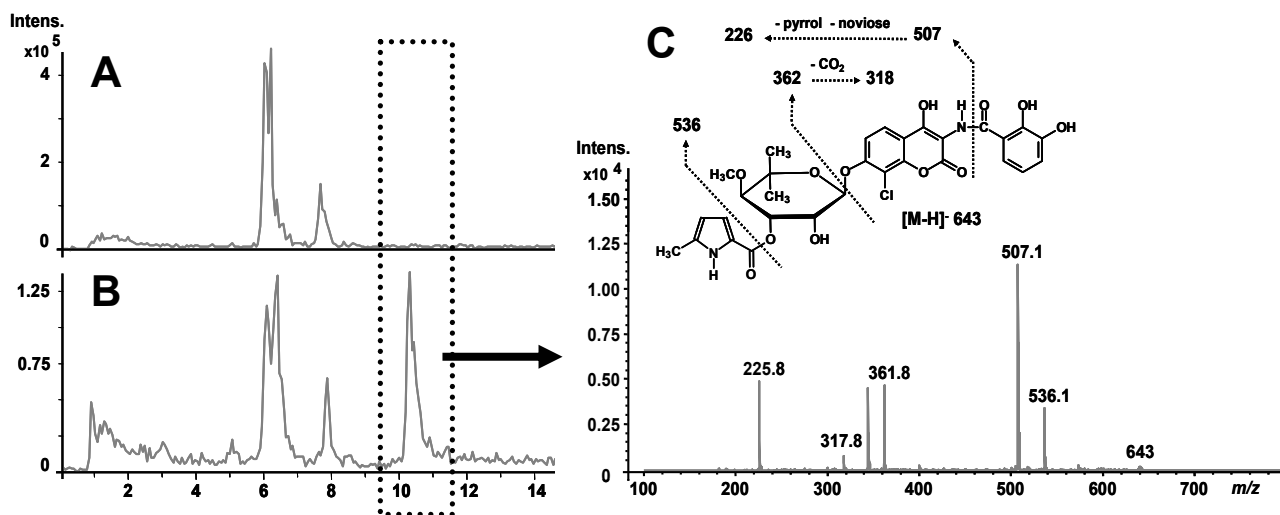 Intens.
x10 5
4
2
0
A
1.25
0.75
0
B
2 4 6 8 10 12 14
C
- pyrrol - noviose
226 507
- CO2
362 318
536
OH H O OH
N C OH
O O O
Cl
CH3 O
H3CO
CH3
O OH
H3C N
H O
[M-H]- 643
Intens.
x10 4
1.50
1.25
1.00
0.75
0.50
0.25
0
507.1
225.8
361.8
536.1
317.8
643
100 200 300 400 500 600 700 m/z